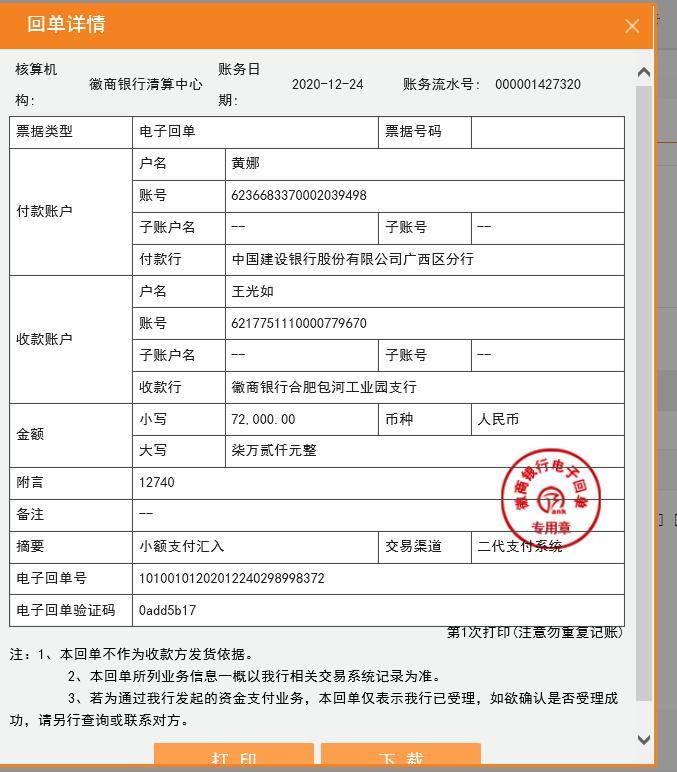 回单详情
核算机构: 徽商银行清算中心 账务日期: 2020-12-24 账务流水号: 000001427320
票据类型 电子回单 票据号码
付款账户 户名 黄娜
账号 6236683370002039498
子账户名 -- 子账号 --
付款行 中国建设银行股份有限公司广西区分行
收款账户 户名 王光如
账号 6217751110000779670
子账户名 -- 子账号 --
收款行 徽商银行合肥包河工业园支行
金额 小写 72,000.00 币种 人民币
大写 柒万贰仟元整
附言 12740
备注 --
摘要 小额支付汇入 交易渠道 二代支付系统
电子回单号 10100101202012240298998372
电子回单验证码 0add5b17
徽商银行电子回单
ank
专用章
第1次打印(注意勿重复记账)
注: 1、本回单不作为收款方发货依据。
2、本回单所列业务信息一概以我行相关交易系统记录为准。
3、若为通过我行发起的资金支付业务，本回单仅表示我行已受理，如欲确认是否受理成
功，请另行查询或联系对方。
打 印 下 载